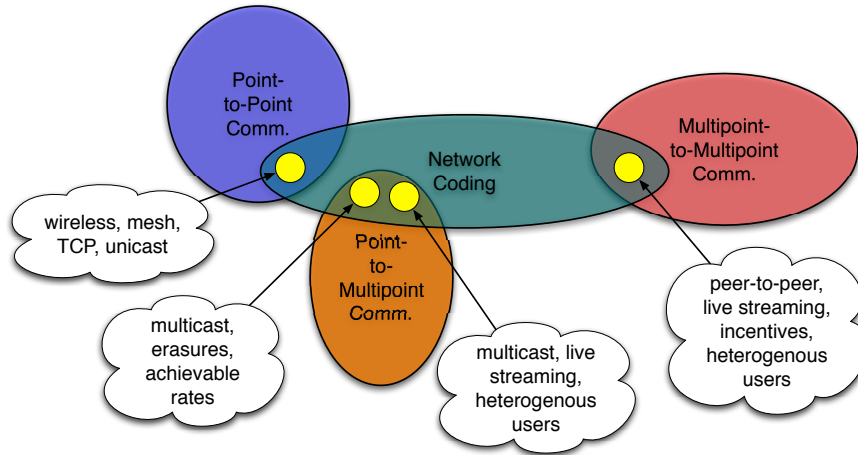 Point-
to-Point
Comm.
Network
Coding
Multipoint-
to-Multipoint
Comm.
Point-
to-
Multipoint
Comm.
wireless, mesh,
TCP, unicast
multicast,
erasures,
achievable
rates
multicast, live
streaming,
heterogenous
users
peer-to-peer,
live streaming,
incentives,
heterogenous
users